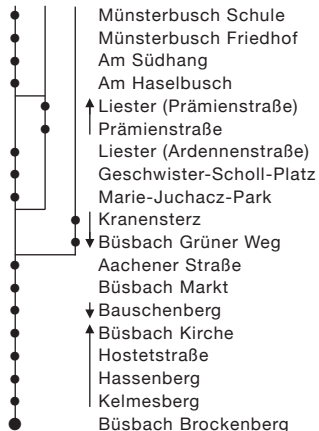 Münsterbusch Schule
Münsterbusch Friedhof
Am Südhang
Am Haselbusch
Liester (Prämienstraße)
Prämienstraße
Liester (Ardennenstraße)
Geschwister-Scholl-Platz
Marie-Juchacz-Park
Kranensterz
Büsbach Grüner Weg
Aachener Straße
Büsbach Markt
Bauschenberg
Büsbach Kirche
Hostetstraße
Hassenberg
Kelmesberg
Büsbach Brockenberg